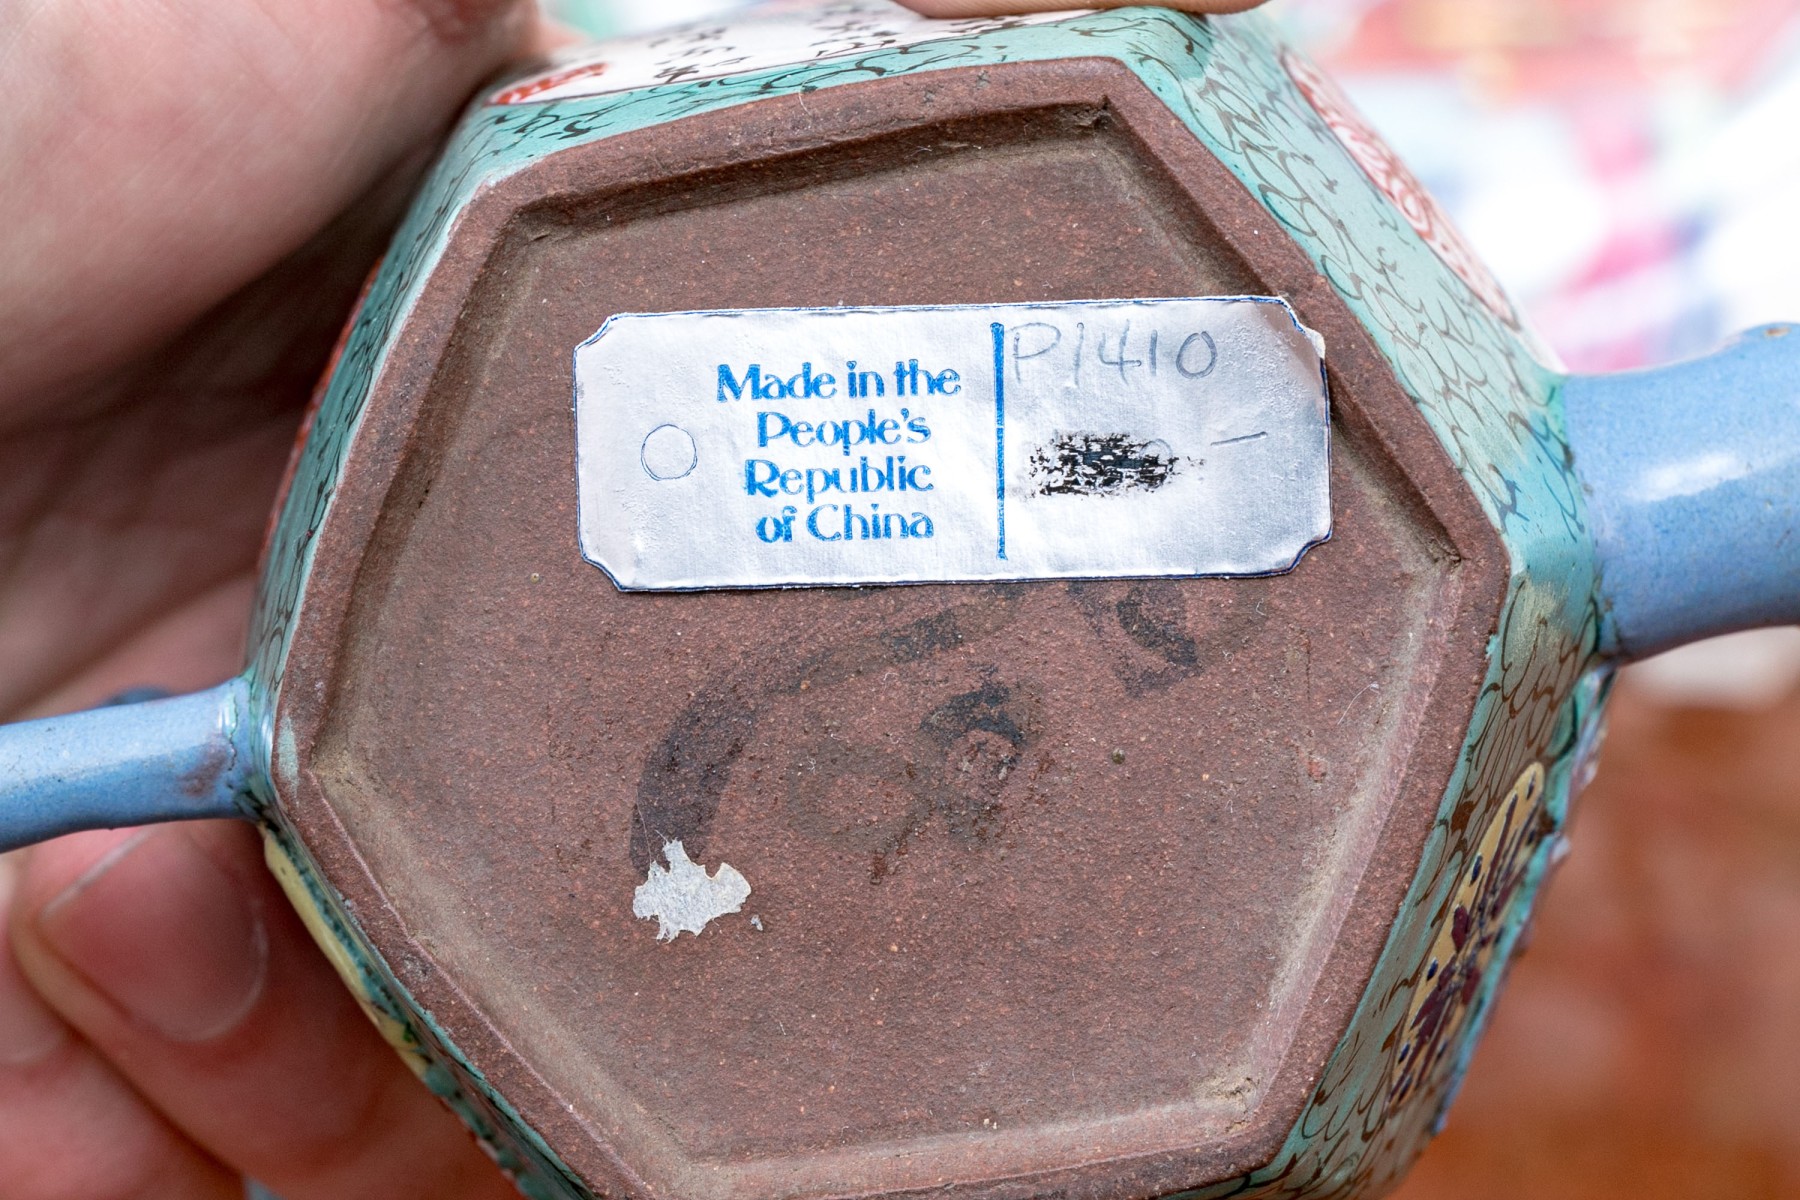 Made in the
People's
Republic
of China
P1410